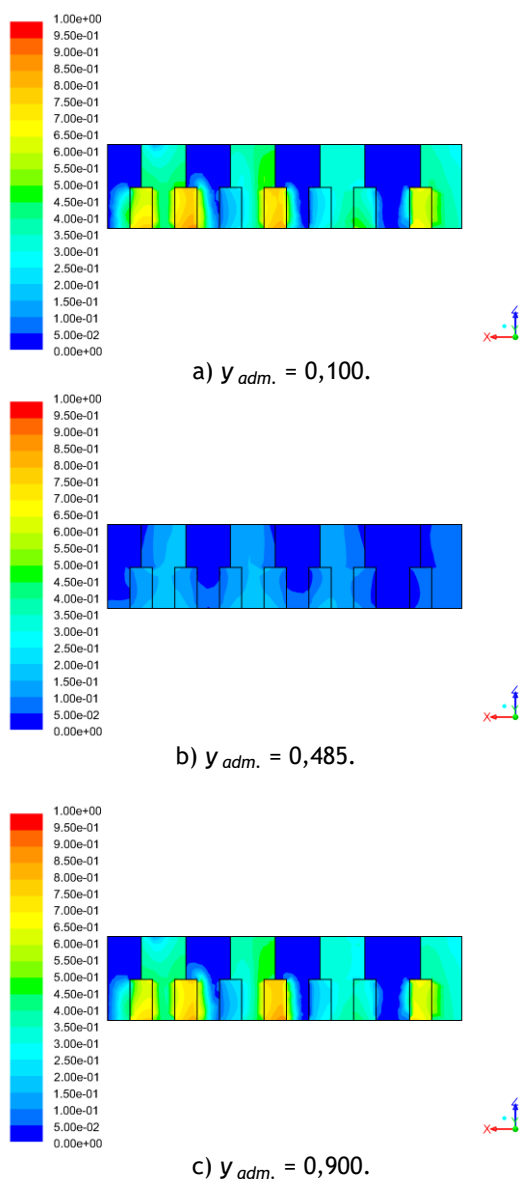 1.00e+00
9.50e-01
9.00e-01
8.50e-01
8.00e-01
7.50e-01
7.00e-01
6.50e-01
6.00e-01
5.50e-01
5.00e-01
4.50e-01
4.00e-01
3.50e-01
3.00e-01
2.50e-01
2.00e-01
1.50e-01
1.00e-01
5.00e-02
0.00e+00
X Y Z
a) y adm. = 0,100.
1.00e+00
9.50e-01
9.00e-01
8.50e-01
8.00e-01
7.50e-01
7.00e-01
6.50e-01
6.00e-01
5.50e-01
5.00e-01
4.50e-01
4.00e-01
3.50e-01
3.00e-01
2.50e-01
2.00e-01
1.50e-01
1.00e-01
5.00e-02
0.00e+00
X Y Z
b) y adm. = 0,485.
1.00e+00
9.50e-01
9.00e-01
8.50e-01
8.00e-01
7.50e-01
7.00e-01
6.50e-01
6.00e-01
5.50e-01
5.00e-01
4.50e-01
4.00e-01
3.50e-01
3.00e-01
2.50e-01
2.00e-01
1.50e-01
1.00e-01
5.00e-02
0.00e+00
X Y Z
c) y adm. = 0,900.